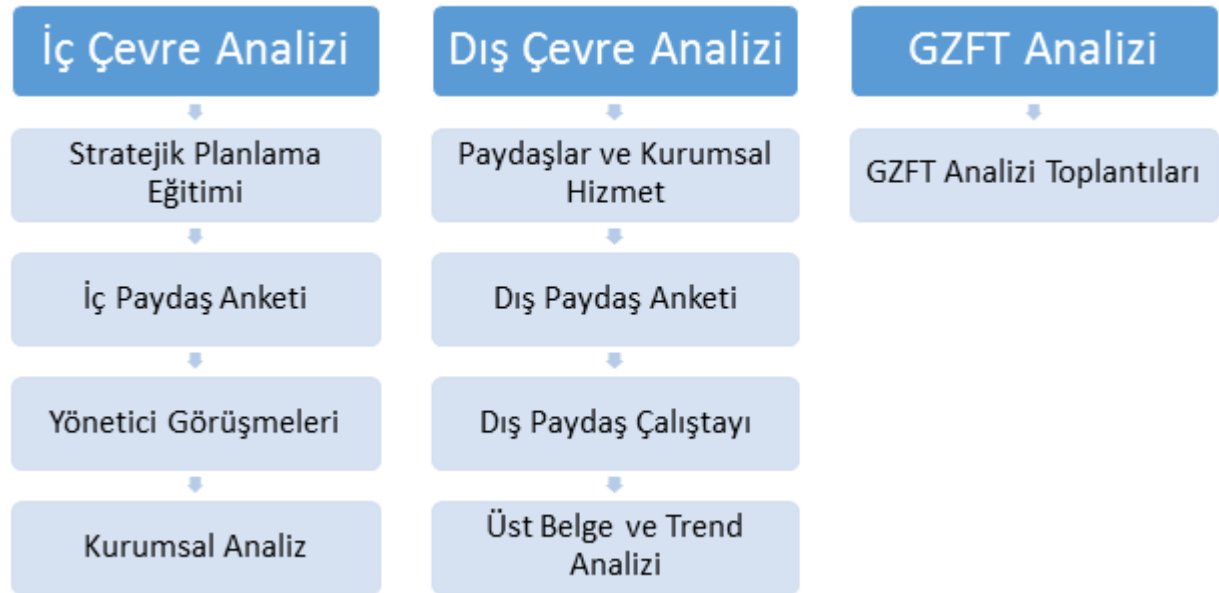 İç Çevre Analizi
Stratejik Planlama
Eğitimi
İç Paydaş Anketi
Yönetici Görüşmeleri
Kurumsal Analiz
Dış Çevre Analizi
Paydaşlar ve Kurumsal
Hizmet
Dış Paydaş Anketi
Dış Paydaş Çalıştayı
Üst Belge ve Trend
Analizi
GZFT Analizi
GZFT Analizi Toplantıları